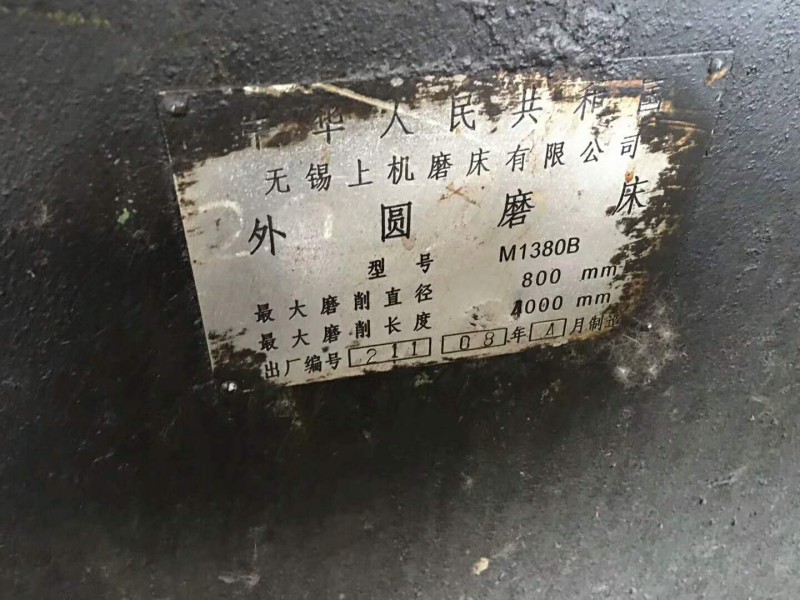 中华人民共和国
无锡上机磨床有限公司
外圆磨床
型号 M1380B
最大磨削直径 800 mm
最大磨削长度 4000 mm
出厂编号 211 08 年 4 月制造